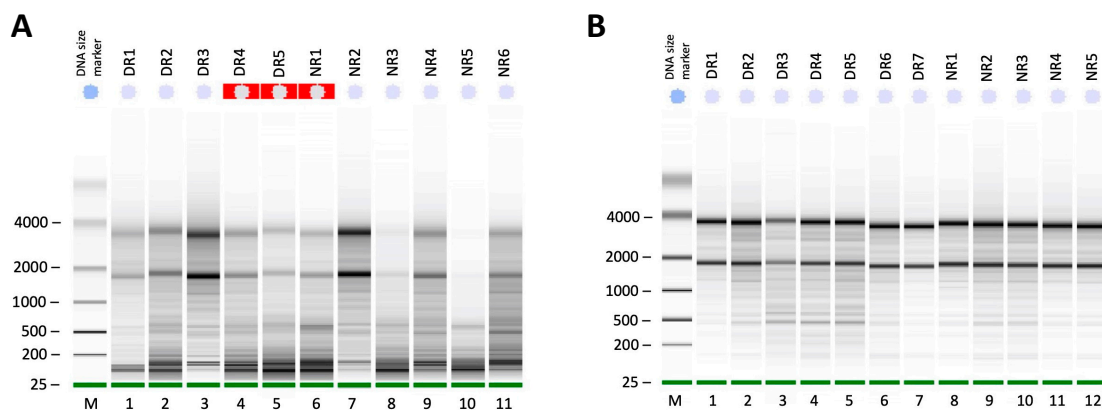 A
DNA size
marker
DR1
DR2
DR3
DR4
DR5
NR1
NR2
NR3
NR4
NR5
NR6
4000 –
2000 –
1000 –
500 –
200 –
25 –
M 1 2 3 4 5 6 7 8 9 10 11
B
DNA size
marker
DR1
DR2
DR3
DR4
DR5
DR6
DR7
NR1
NR2
NR3
NR4
NR5
4000 –
2000 –
1000 –
500 –
200 –
25 –
M 1 2 3 4 5 6 7 8 9 10 11 12